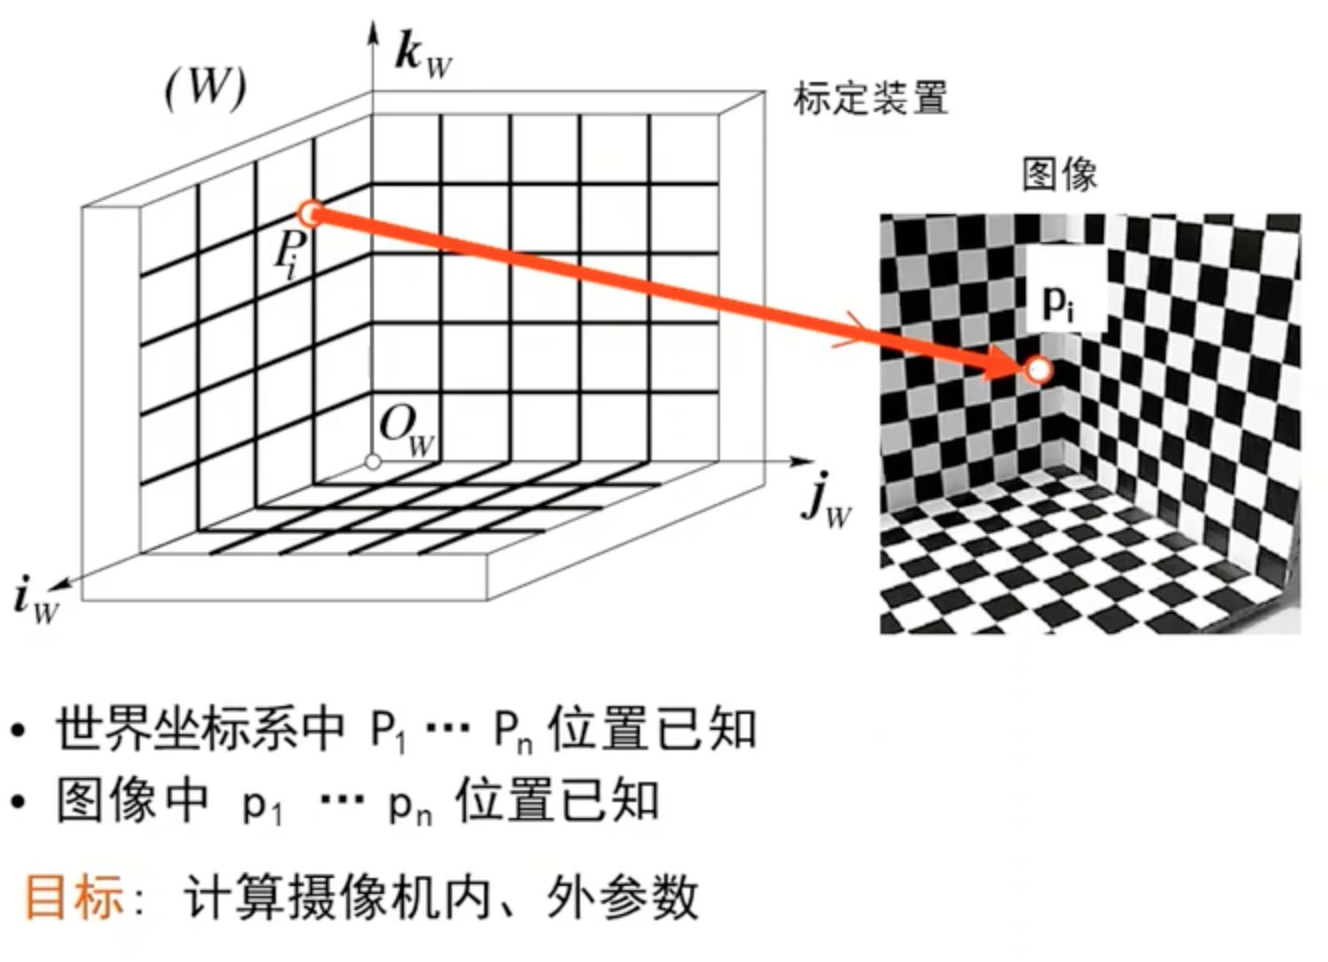 (W)
k_W
标定装置
图像
P_i
p_i
O_W
j_W
i_W
• 世界坐标系中 P_1 … P_n 位置已知
• 图像中 p_1 … p_n 位置已知
目标: 计算摄像机内、外参数